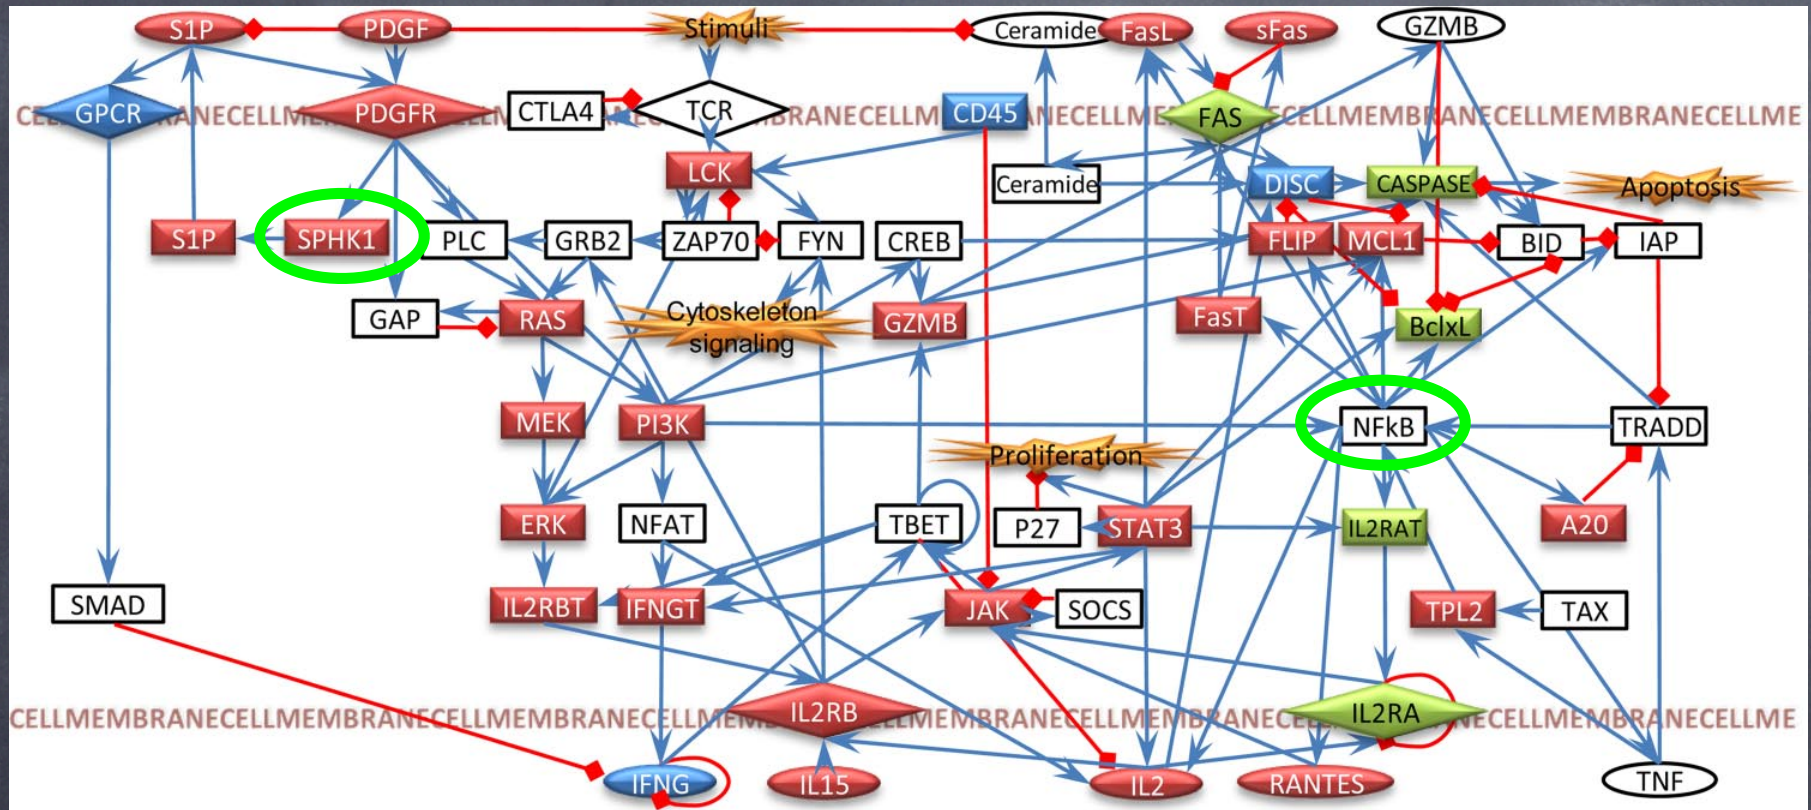 S1P PDGF Stimuli Ceramide FasL sFas GZMB
CELLMEMBRANECELLMEMBRANECELLMEMBRANECELLMEMBRANECELLMEMBRANECELLMEMBRANECELLME
GPCR PDGFR CTLA4 TCR CD45 FAS
LCK Ceramide DISC CASPASE Apoptosis
S1P SPHK1 PLC GRB2 ZAP70 FYN CREB FLIP MCL1 BID IAP
GAP RAS Cytoskeleton GZMB FasT BclxL
signaling
MEK PI3K NFkB TRADD
Proliferation
ERK NFAT TBET P27 STAT3 IL2RAT A20
SMAD IL2RBT IFNGT JAK SOCS TPL2 TAX
CELLMEMBRANECELLMEMBRANECELLMEMBRANECELLMEMBRANECELLMEMBRANECELLMEMBRANECELLME
IL2RB IL2RA
IFNG IL15 IL2 RANTES TNF